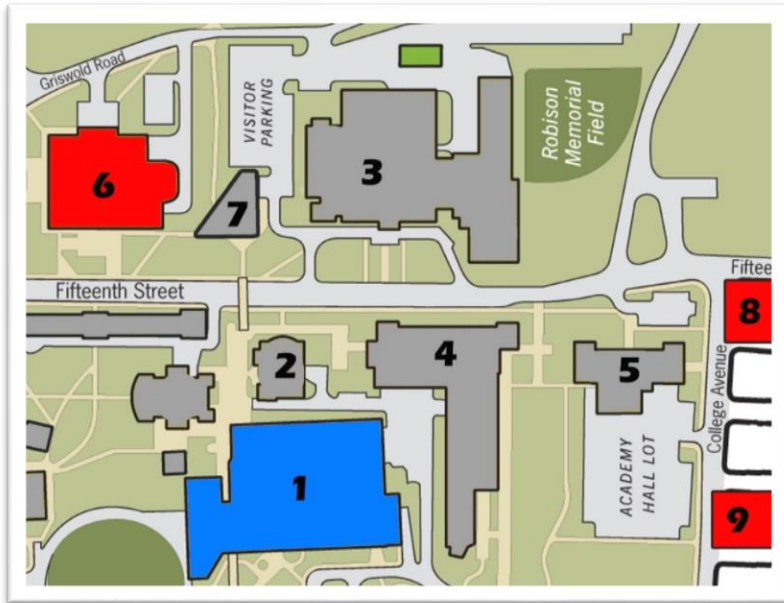 Griswold Road
VISITOR
PARKING
Robison
Memorial
Field
6
3
7
Fifteenth Street
Fiftee
8
2
4
5
College Avenue
1
ACADEMY
HALL LOT
9